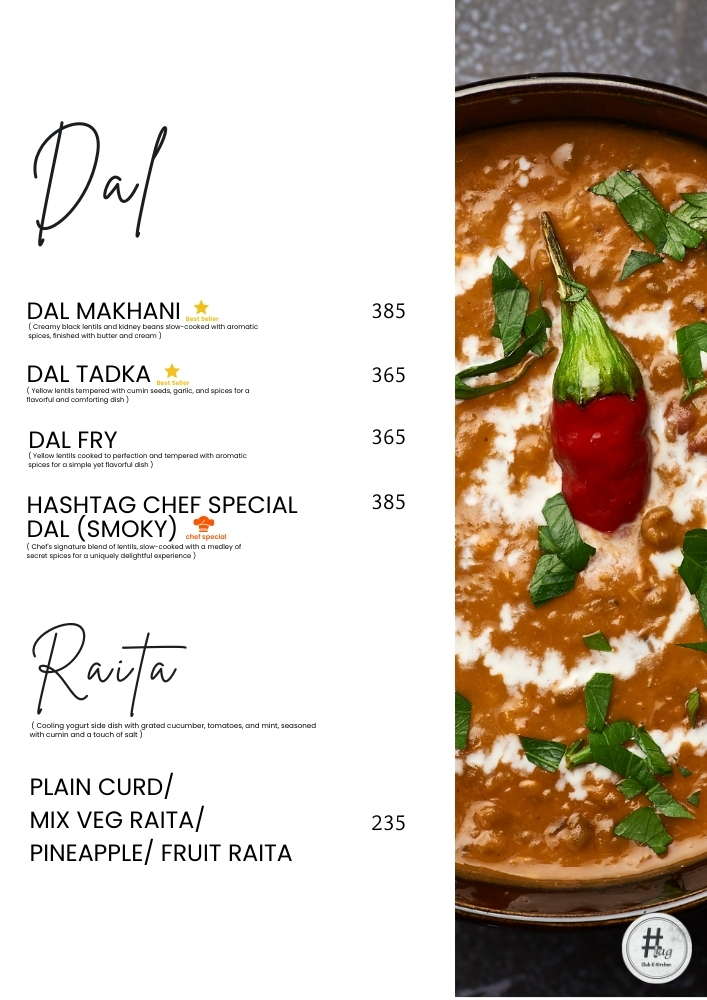 Dal
DAL MAKHANI
Best Seller
385
( Creamy black lentils and kidney beans slow-cooked with aromatic
spices, finished with butter and cream )
DAL TADKA
Best Seller
365
( Yellow lentils tempered with cumin seeds, garlic, and spices for a
flavorful and comforting dish )
DAL FRY
365
( Yellow lentils cooked to perfection and tempered with aromatic
spices for a simple yet flavorful dish )
HASHTAG CHEF SPECIAL
385
DAL (SMOKY)
chef special
( Chef's signature blend of lentils, slow-cooked with a medley of
secret spices for a uniquely delightful experience )
Raita
( Cooling yogurt side dish with grated cucumber, tomatoes, and mint, seasoned
with cumin and a touch of salt )
PLAIN CURD/
MIX VEG RAITA/
235
PINEAPPLE/ FRUIT RAITA
#tag
Club & Kitchen